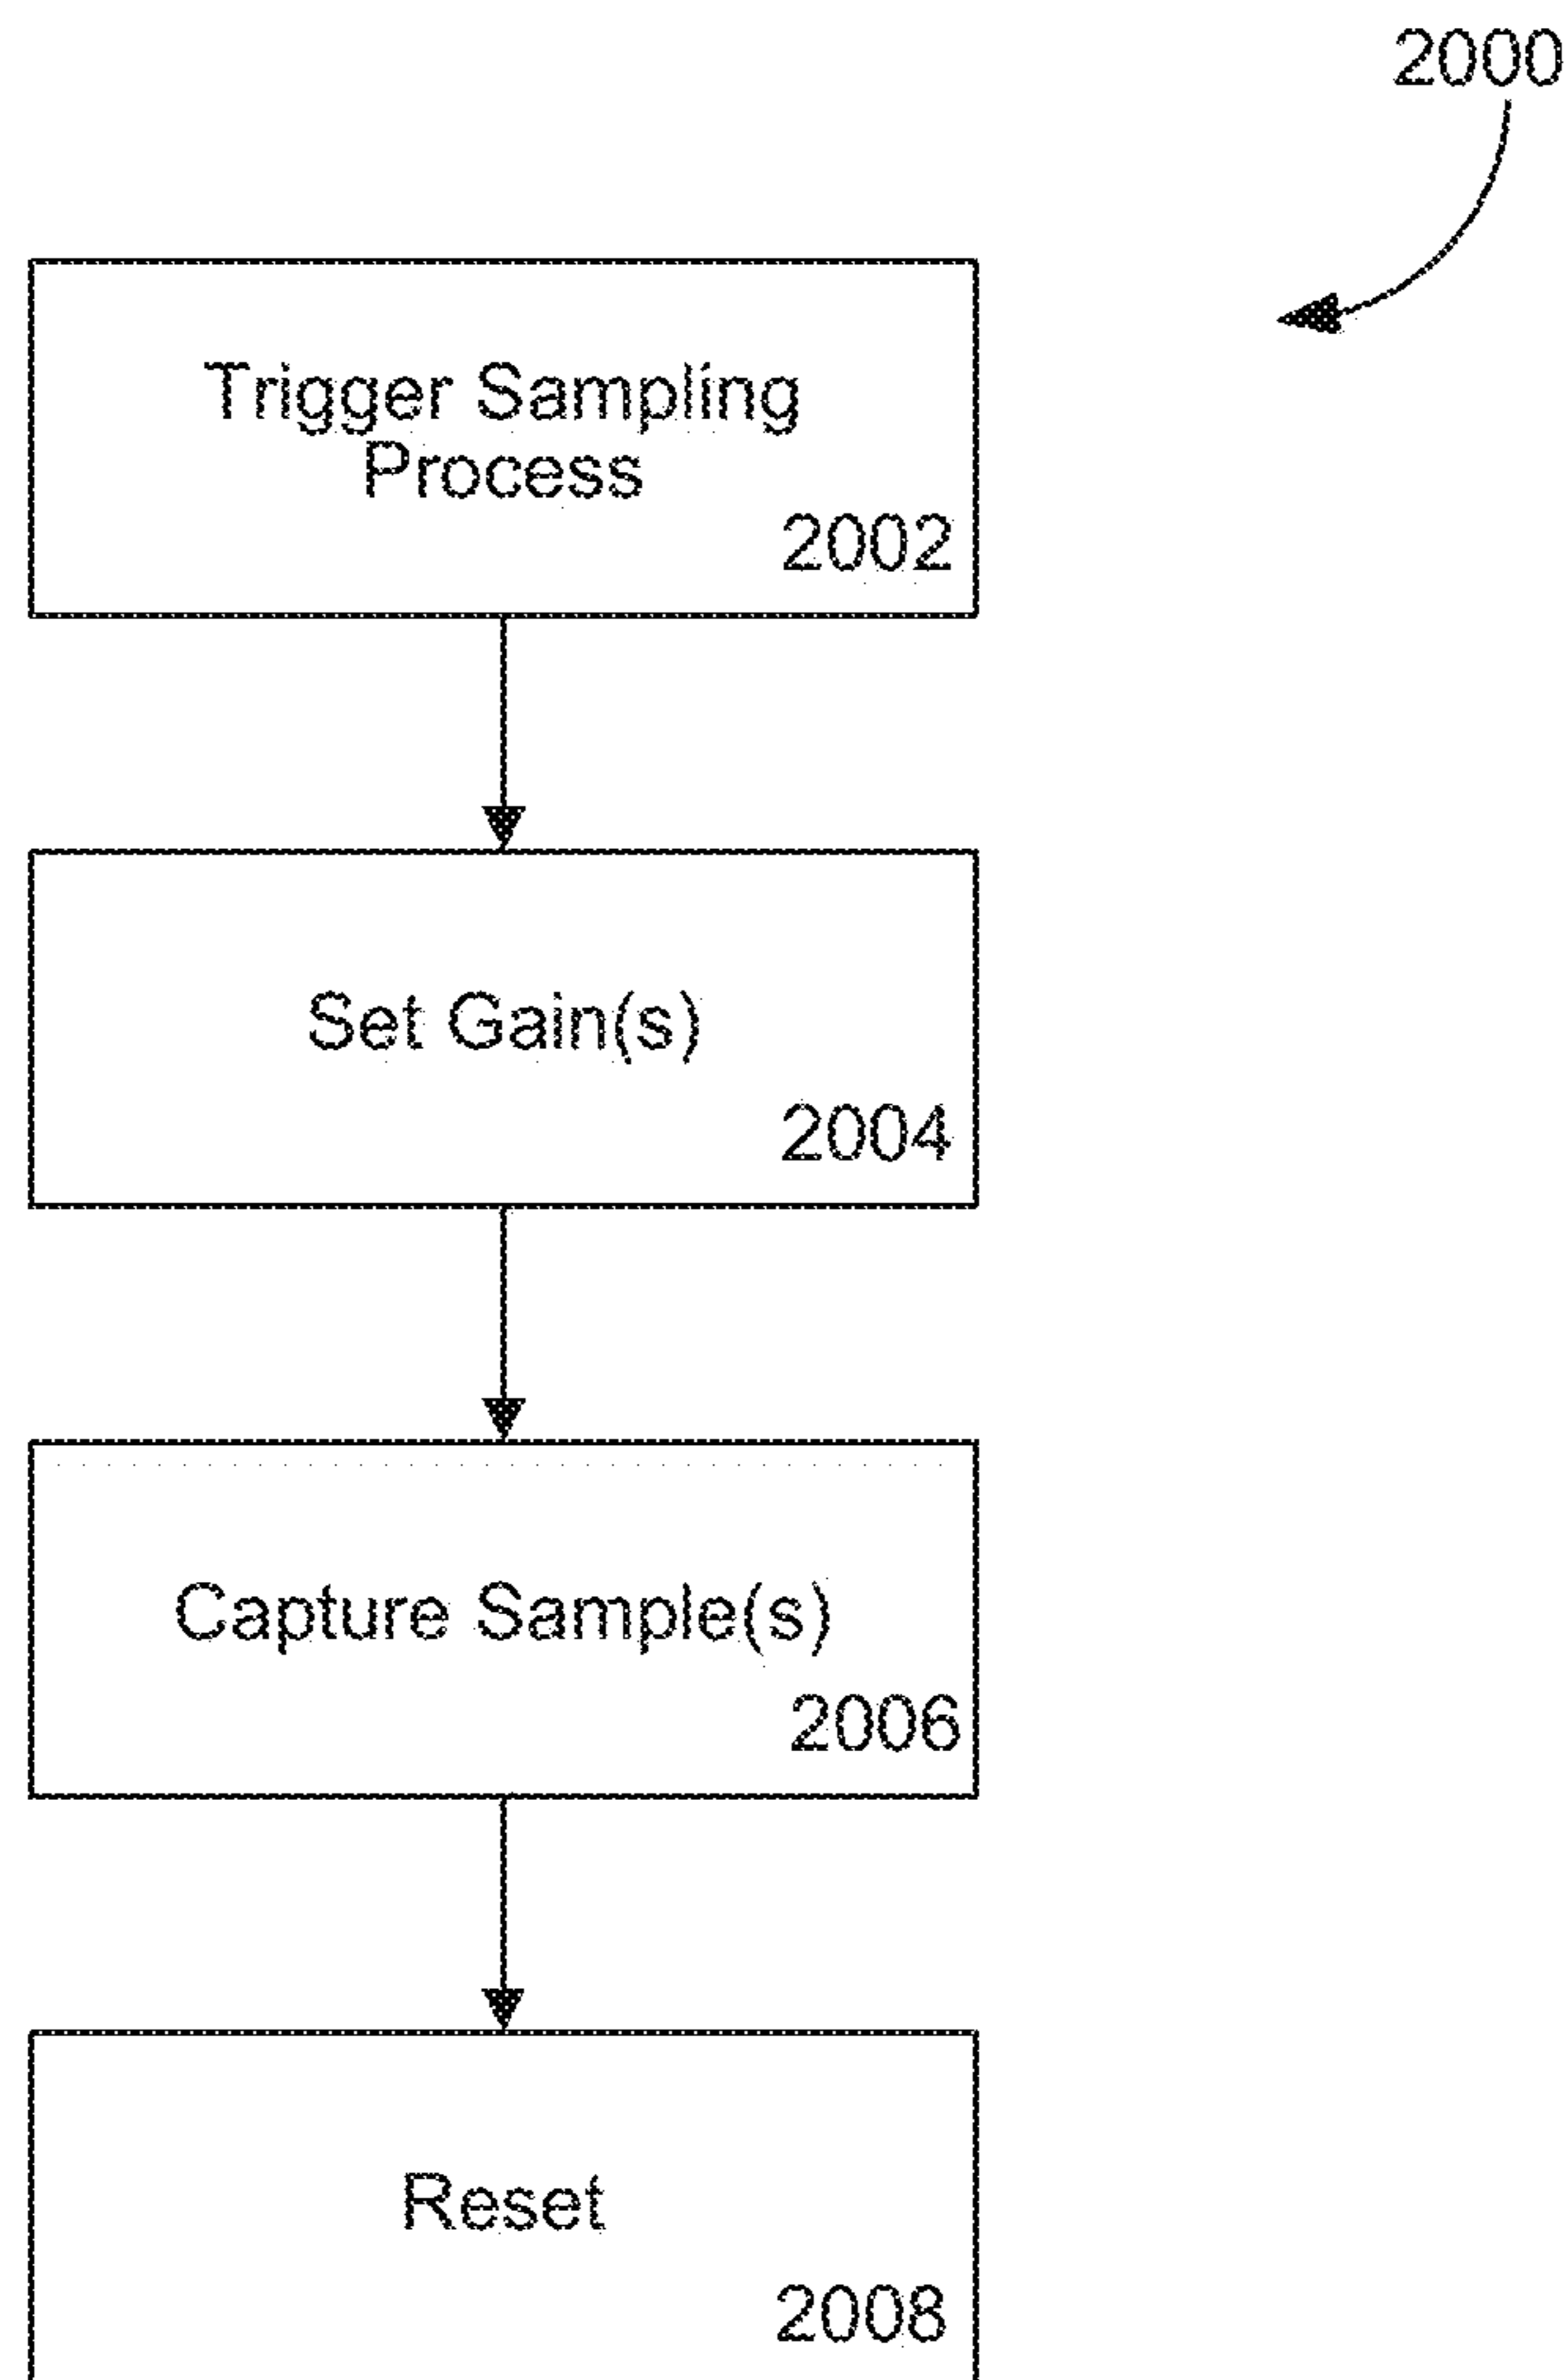 2000
Trigger Sampling
Process
2002
Set Gain(s)
2004
Capture Sample(s)
2006
Reset
2008